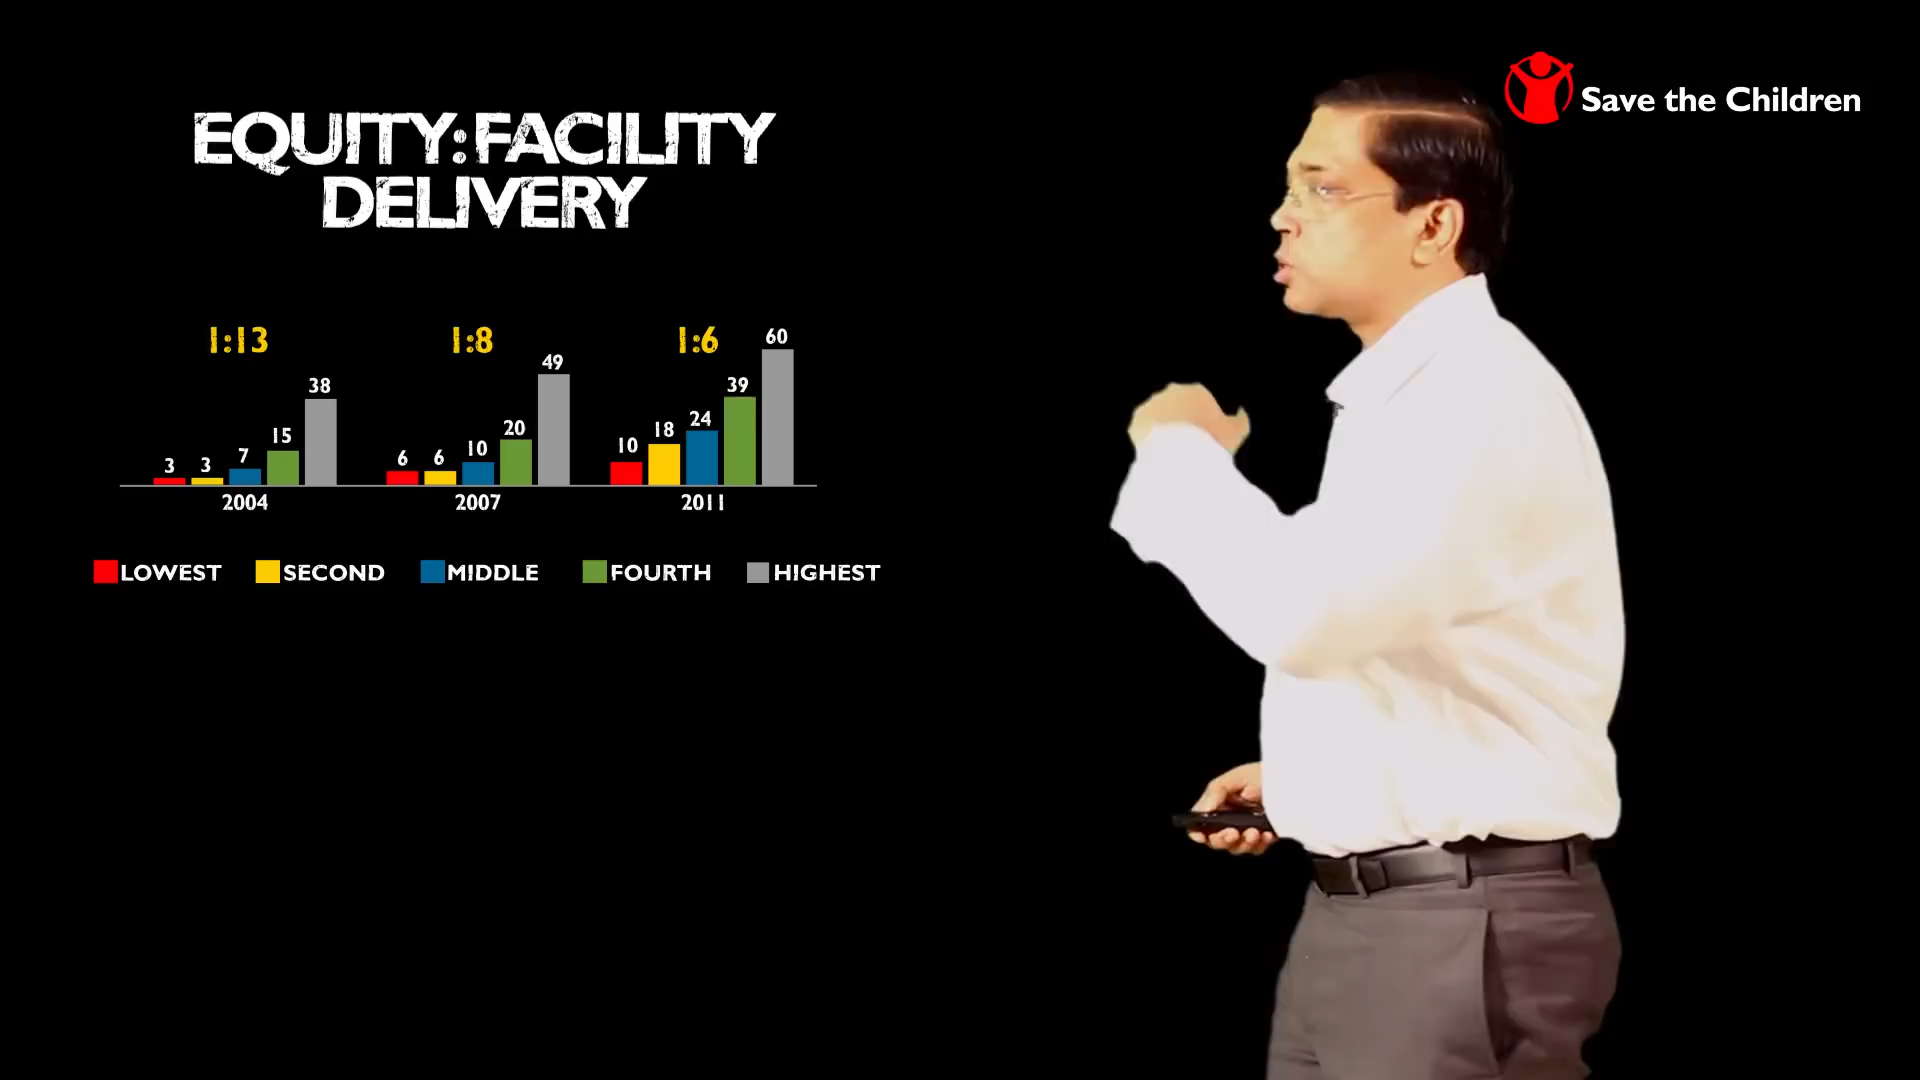 Save the Children
EQUITY: FACILITY
DELIVERY
1:13 1:8 1:6
3 3 7 15 38 6 6 10 20 49 10 18 24 39 60
2004 2007 2011
LOWEST SECOND MIDDLE FOURTH HIGHEST